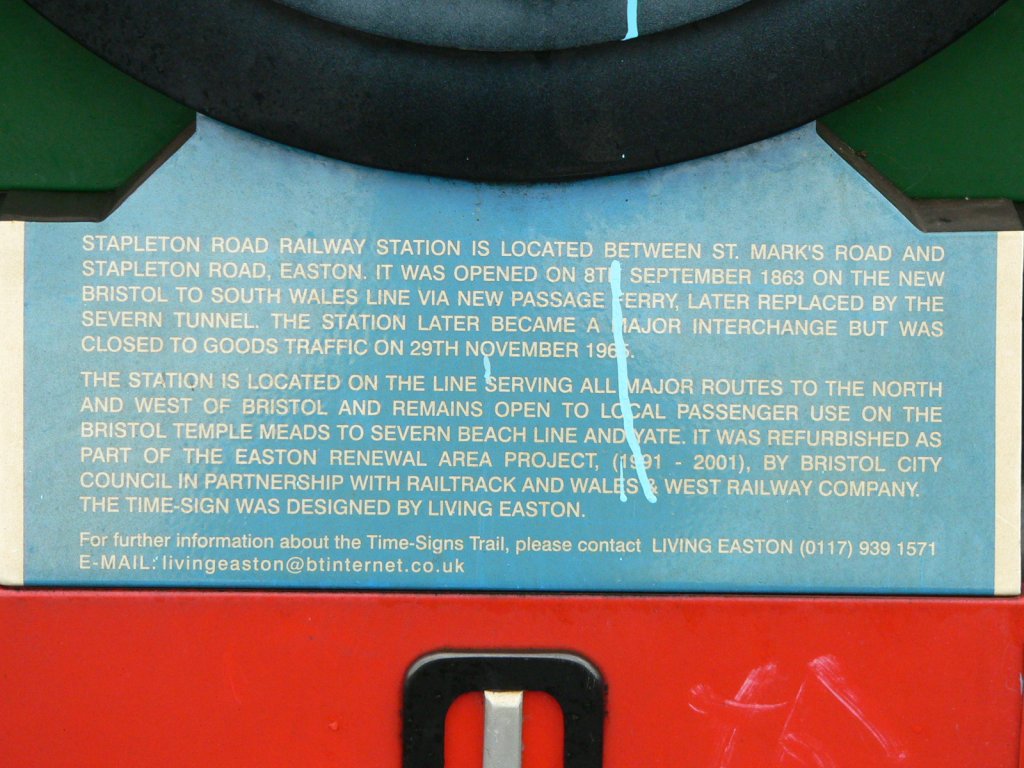 STAPLETON ROAD RAILWAY STATION IS LOCATED BETWEEN ST. MARK'S ROAD AND
STAPLETON ROAD, EASTON. IT WAS OPENED ON 8TH SEPTEMBER 1863 ON THE NEW
BRISTOL TO SOUTH WALES LINE VIA NEW PASSAGE FERRY, LATER REPLACED BY THE
SEVERN TUNNEL. THE STATION LATER BECAME A MAJOR INTERCHANGE BUT WAS
CLOSED TO GOODS TRAFFIC ON 29TH NOVEMBER
THE STATION IS LOCATED ON THE LINE SERVING ALL MAJOR ROUTES TO THE NORTH
AND WEST OF BRISTOL AND REMAINS OPEN TO LOCAL PASSENGER USE ON THE
BRISTOL TEMPLE MEADS TO SEVERN BEACH LINE AND YATE. IT WAS REFURBISHED AS
PART OF THE EASTON RENEWAL AREA PROJECT, (1991 - 2001), BY BRISTOL CITY
COUNCIL IN PARTNERSHIP WITH RAILTRACK AND WALES & WEST RAILWAY COMPANY.
THE TIME-SIGN WAS DESIGNED BY LIVING EASTON.
For further information about the Time-Signs Trail, please contact LIVING EASTON (0117) 939 1571
E-MAIL: livingeaston@btinternet.co.uk